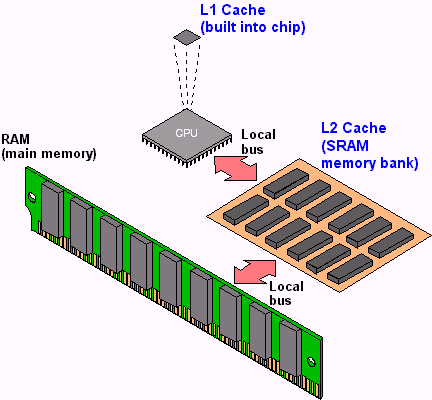 L1 Cache
(built into chip)
CPU
Local
bus
L2 Cache
(SRAM
memory bank)
RAM
(main memory)
Local
bus